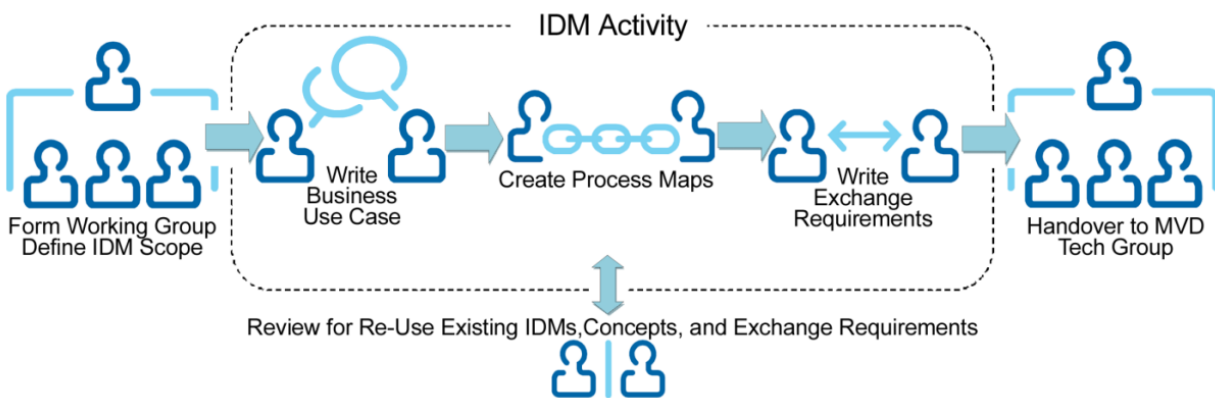 IDM Activity
Form Working Group
Define IDM Scope
Write
Business
Use Case
Create Process Maps
Write
Exchange
Requirements
Handover to MVD
Tech Group
Review for Re-Use Existing IDMs,Concepts, and Exchange Requirements